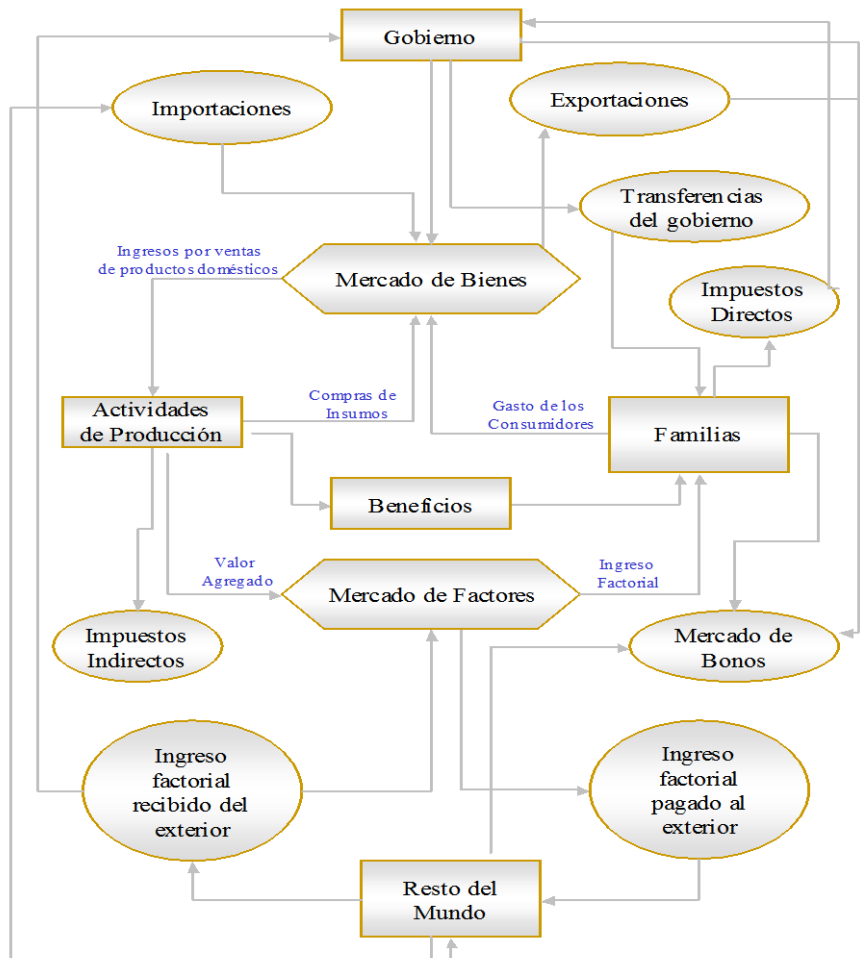 Gobierno
Importaciones
Exportaciones
Transferencias
del gobierno
Ingresos por ventas
de productos domésticos
Mercado de Bienes
Impuestos
Directos
Compras de
Insumos
Gasto de los
Consumidores
Actividades
de Producción
Familias
Beneficios
Valor
Agregado
Mercado de Factores
Ingreso
Factorial
Impuestos
Indirectos
Mercado de
Bonos
Ingreso
factorial
recibido del
exterior
Ingreso
factorial
pagado al
exterior
Resto del
Mundo